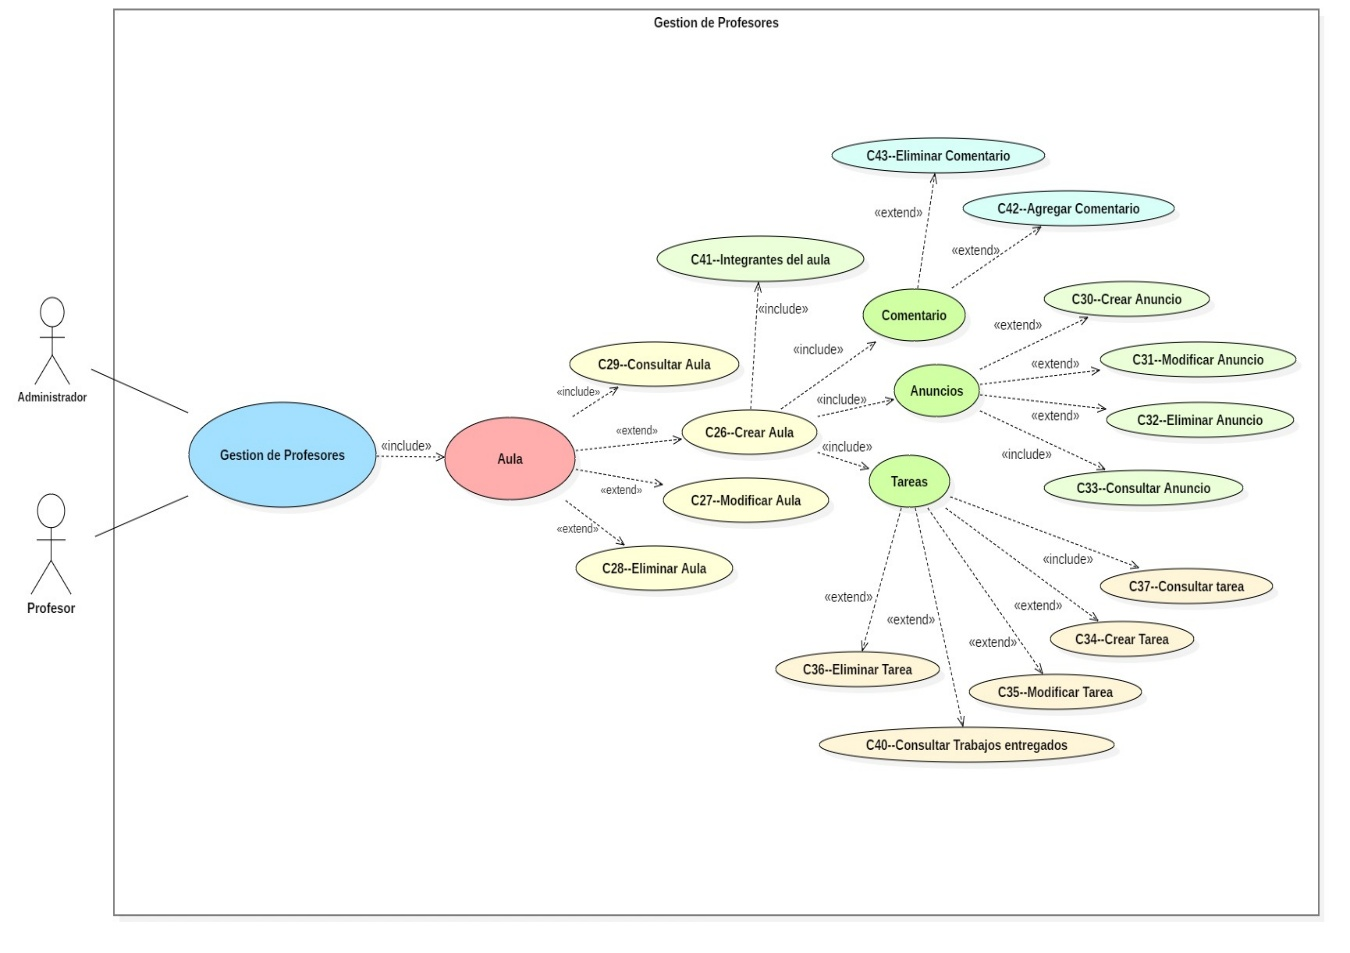 Gestion de Profesores
C43--Eliminar Comentario
«extend»
C42--Agregar Comentario
«extend»
C41--Integrantes del aula
«include»
Comentario
C30--Crear Anuncio
«extend»
«include»
C29--Consultar Aula
«include»
Anuncios
«extend»
C31--Modificar Anuncio
«include»
«extend»
C32--Eliminar Anuncio
Administrador
«extend»
C26--Crear Aula
«include»
«include»
Gestion de Profesores
«include»
Aula
Tareas
C33--Consultar Anuncio
«extend»
C27--Modificar Aula
«extend»
C28--Eliminar Aula
«include»
C37--Consultar tarea
Profesor
«extend»
«extend»
«extend»
C34--Crear Tarea
«extend»
C36--Eliminar Tarea
C35--Modificar Tarea
C40--Consultar Trabajos entregados